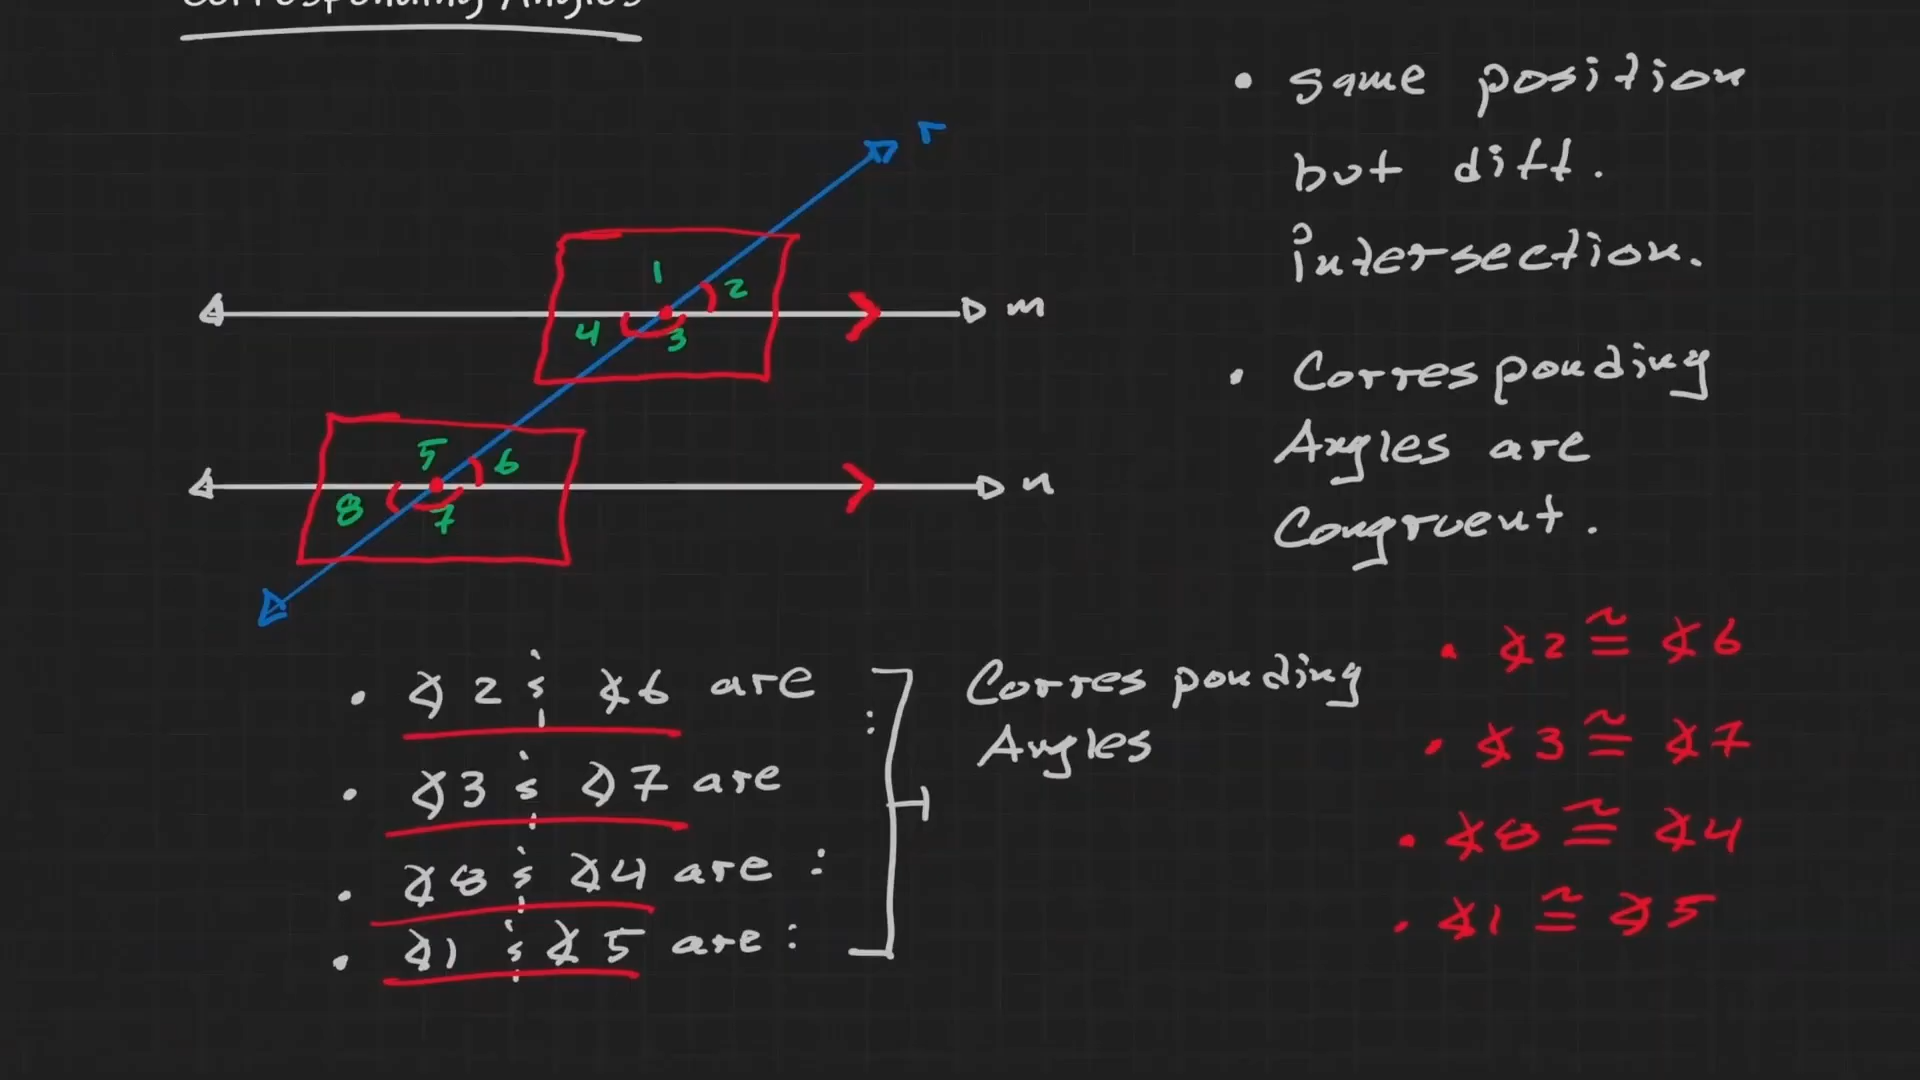 Corresponding Angles
r
1
2
m
4
3
5
6
n
8
7
• same position
but diff.
intersection.
• Corresponding
Angles are
Congruent.
• ∡2 & ∡6 are
• ∡3 & ∡7 are
• ∡8 & ∡4 are :
• ∡1 & ∡5 are :
: Corresponding
Angles
• ∡2 ≅ ∡6
• ∡3 ≅ ∡7
• ∡8 ≅ ∡4
• ∡1 ≅ ∡5